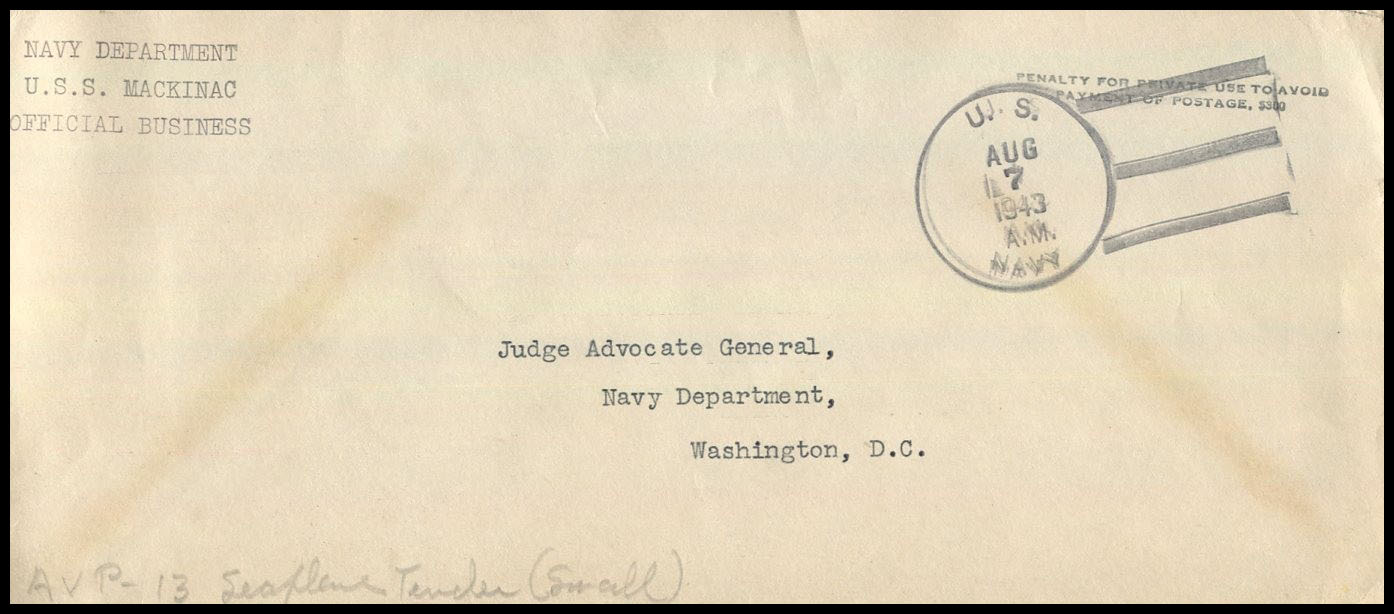 NAVY DEPARTMENT
U.S.S. MACKINAC
OFFICIAL BUSINESS
PENALTY FOR PRIVATE USE TO AVOID
PAYMENT OF POSTAGE, $300
U. S.
AUG
7
1943
A.M.
NAVY
Judge Advocate General,
Navy Department,
Washington, D.C.
AVP-13 Seaplane Tender (Small)